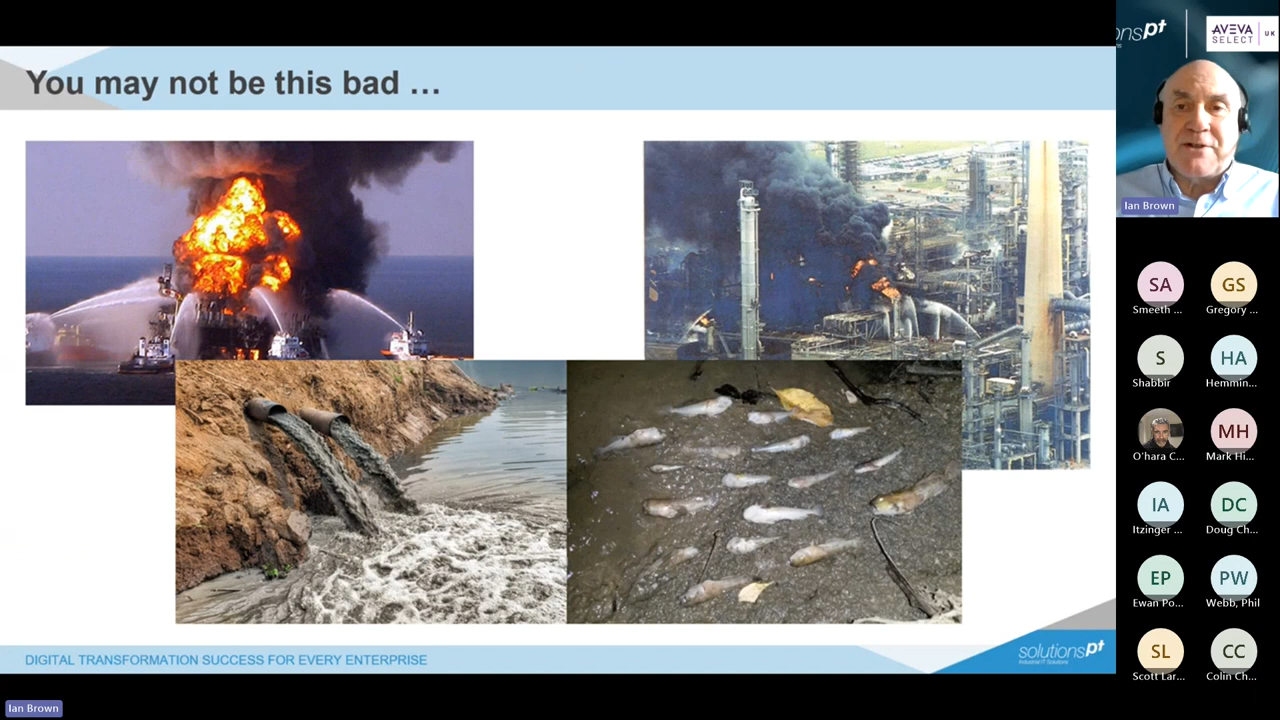 You may not be this bad ...
DIGITAL TRANSFORMATION SUCCESS FOR EVERY ENTERPRISE
solutionspt
Industrial IT Solutions
onspt
AVEVA
SELECT
UK
Ian Brown
SA
Smeeth ...
GS
Gregory ...
S
Shabbir
HA
Hemmin...
O'hara C...
MH
Mark Hi...
IA
Itzinger ...
DC
Doug Ch...
EP
Ewan Po...
PW
Webb, Phil
SL
Scott Lar...
CC
Colin Ch...
Ian Brown